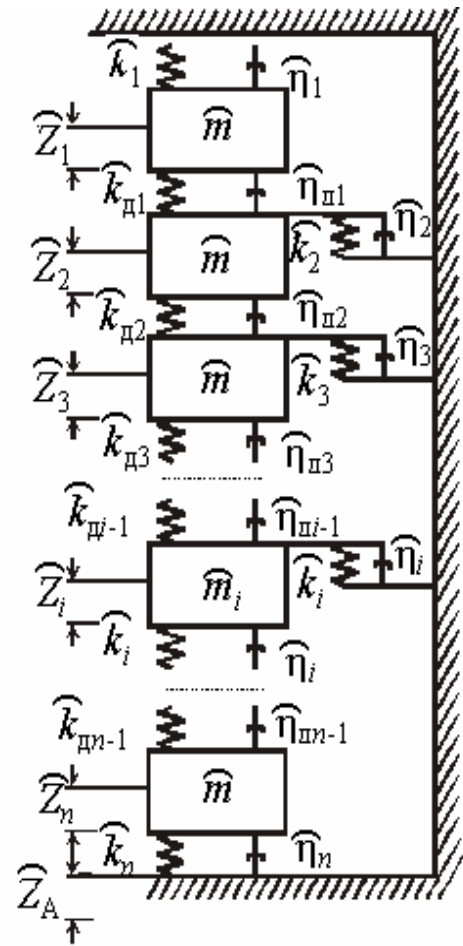 k̂₁ η̂₁
Ẑ₁ m̂
k̂д1 η̂п1
Ẑ₂ m̂ k̂₂ η̂₂
k̂д2 η̂п2
Ẑ₃ m̂ k̂₃ η̂₃
k̂д3 η̂п3
k̂дi-1 η̂пi-1
Ẑi m̂i k̂i η̂i
k̂i η̂i
k̂дn-1 η̂пn-1
Ẑn m̂
k̂n η̂n
ẐA